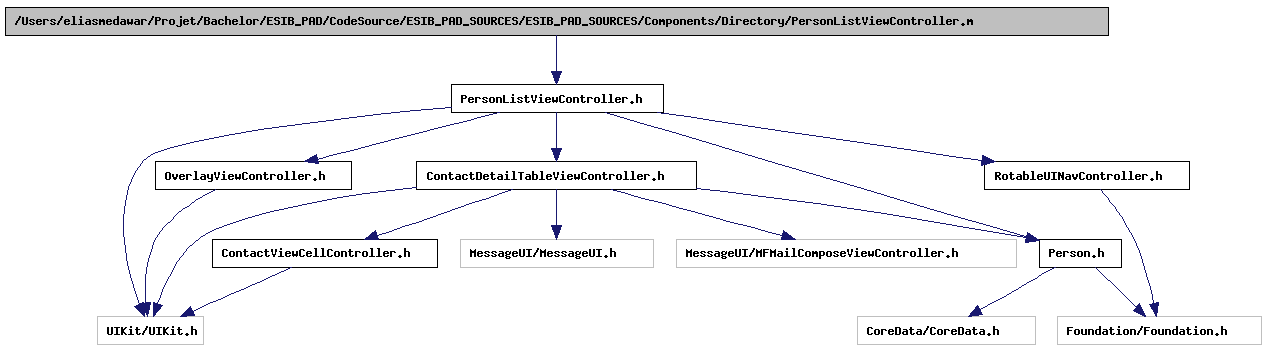 /Users/eliasmedawar/Projet/Bachelor/ESIB_PAD/CodeSource/ESIB_PAD_SOURCES/ESIB_PAD_SOURCES/Components/Directory/PersonListViewController.m
PersonListViewController.h
OverlayViewController.h
ContactDetailTableViewController.h
RotableUINavController.h
ContactViewCellController.h
MessageUI/MessageUI.h
MessageUI/MFMailComposeViewController.h
Person.h
UIKit/UIKit.h
CoreData/CoreData.h
Foundation/Foundation.h